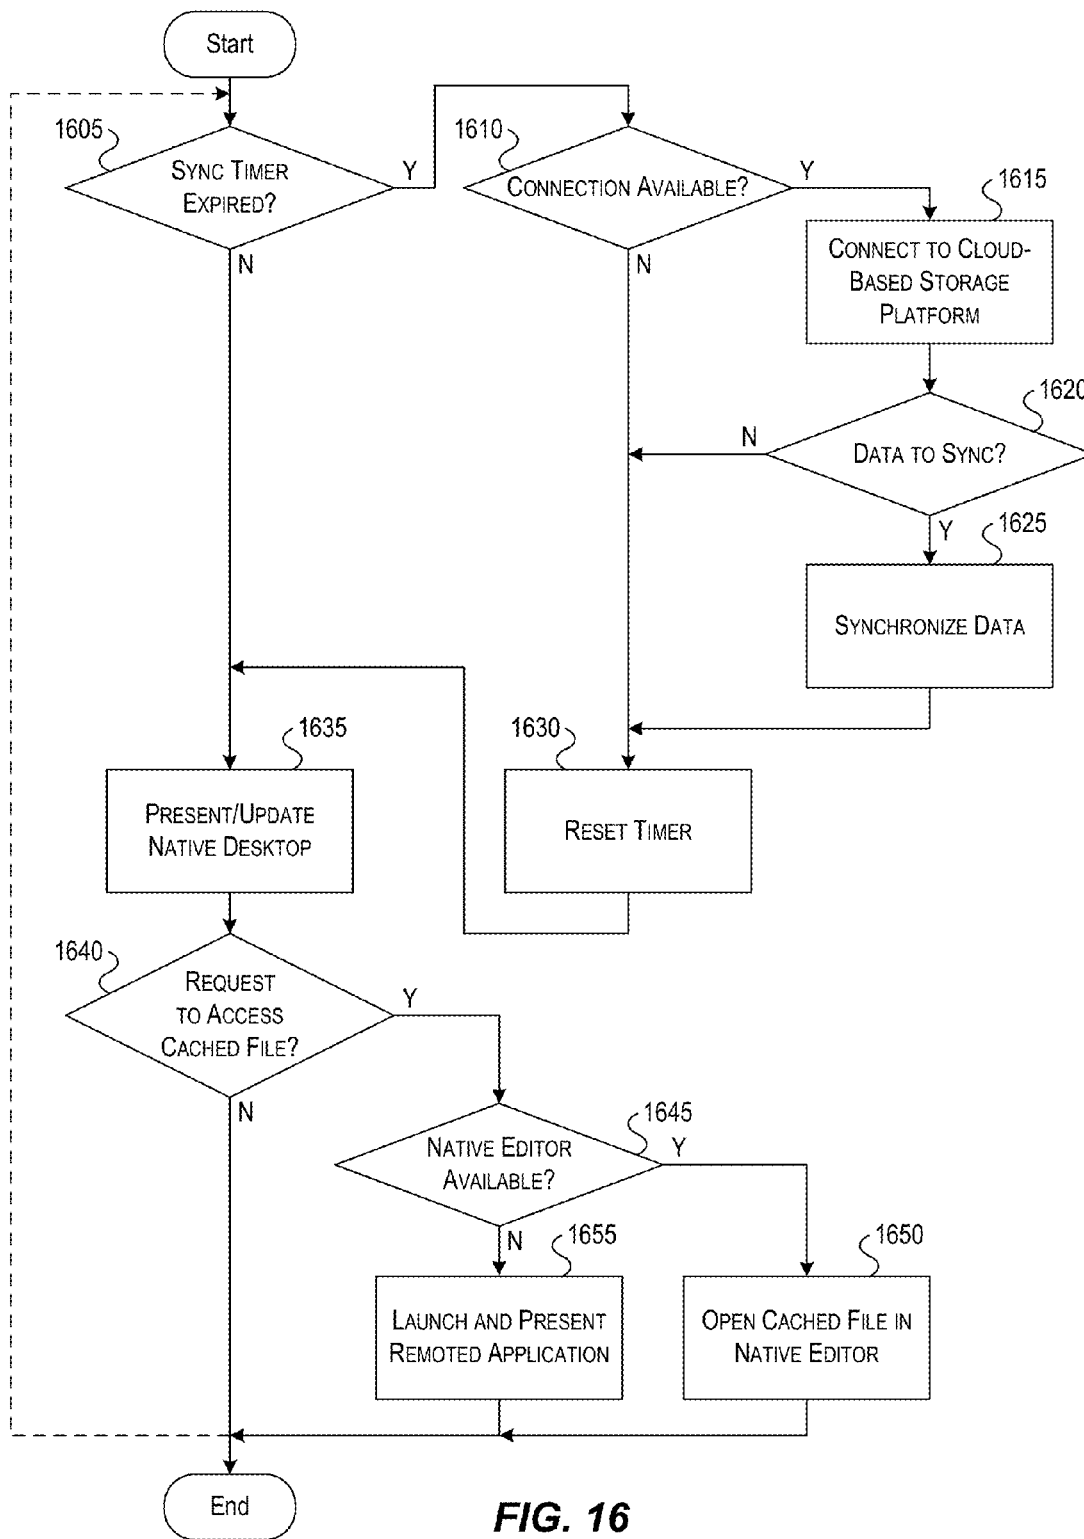 Start
1605
SYNC TIMER
EXPIRED?
Y
N
1610
CONNECTION AVAILABLE?
Y
N
1615
CONNECT TO CLOUD-
BASED STORAGE
PLATFORM
1620
DATA TO SYNC?
N
Y
1625
SYNCHRONIZE DATA
1635
PRESENT/UPDATE
NATIVE DESKTOP
1630
RESET TIMER
1640
REQUEST
TO ACCESS
CACHED FILE?
Y
N
1645
NATIVE EDITOR
AVAILABLE?
Y
N
1655
LAUNCH AND PRESENT
REMOTED APPLICATION
1650
OPEN CACHED FILE IN
NATIVE EDITOR
End
FIG. 16